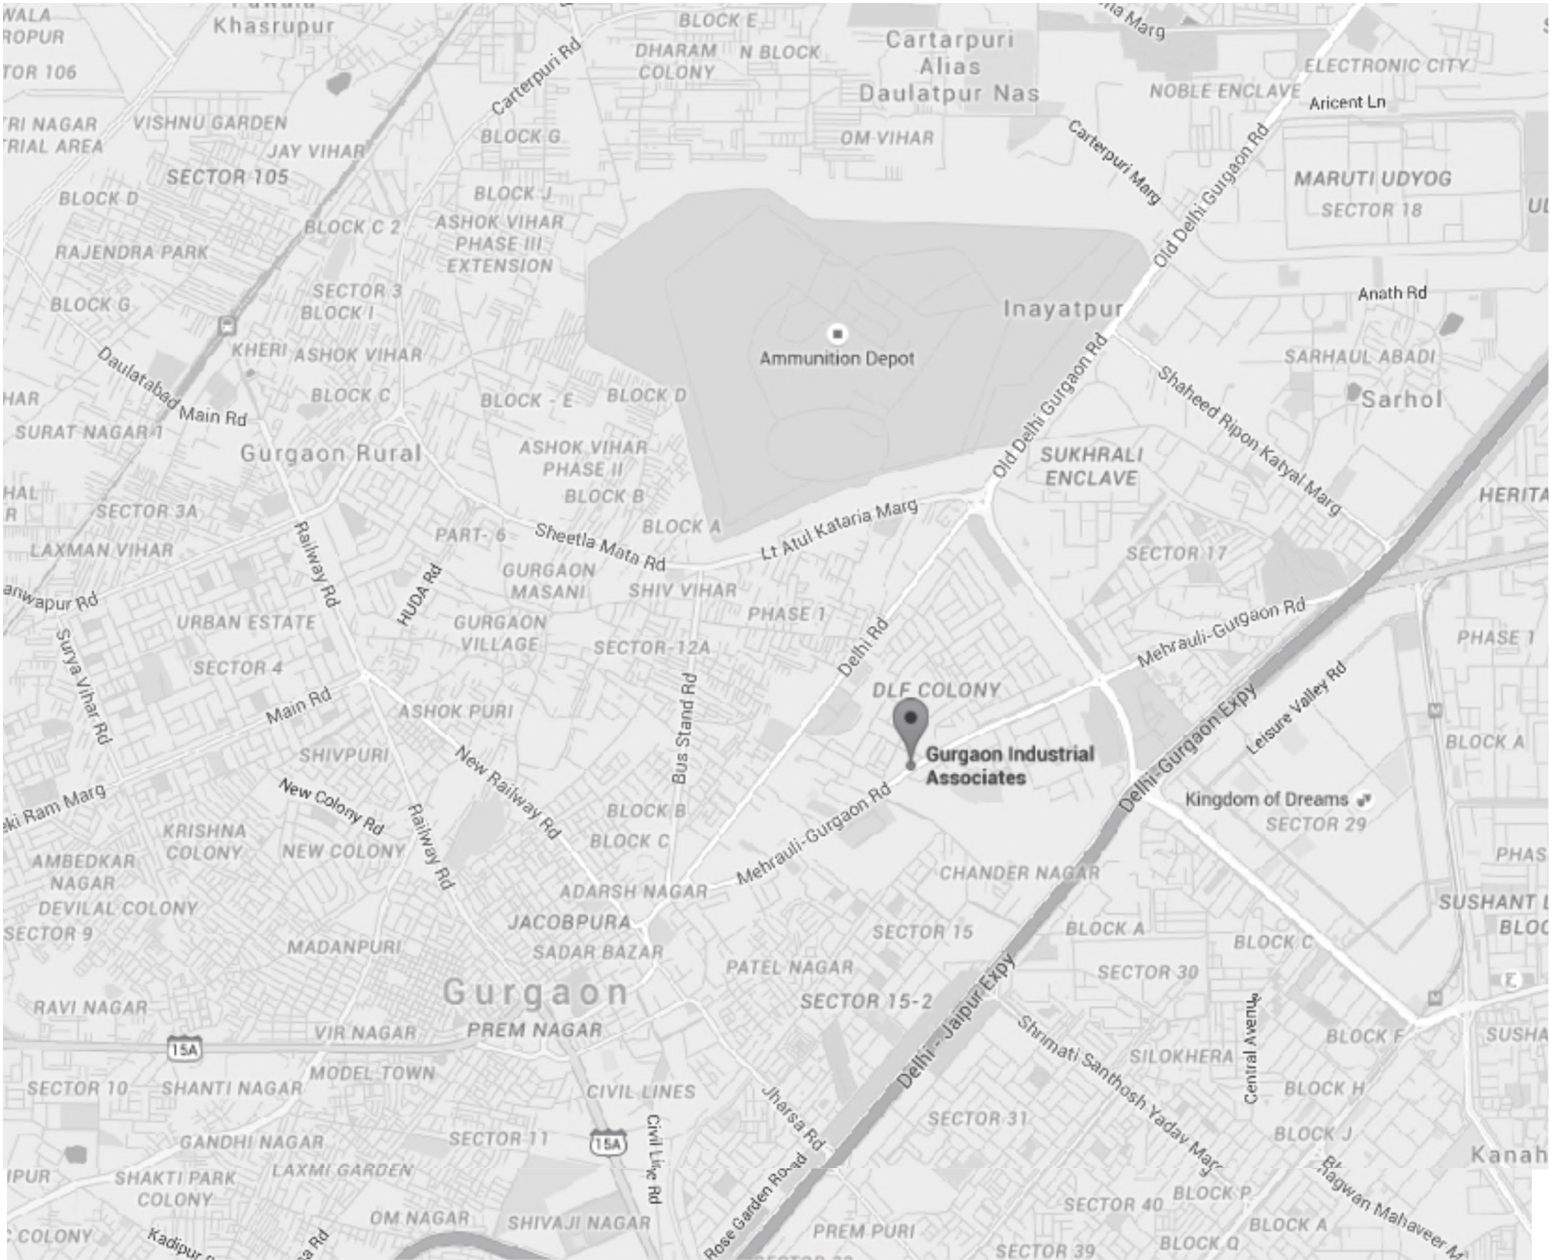 WALA
ROPUR
Khasrupur
BLOCK E
Carterpuri Rd
DHARAM
COLONY
N BLOCK
Cartarpuri
Alias
Daulatpur Nas
Marg
ELECTRONIC CITY
NOBLE ENCLAVE
Aricent Ln
TOR 106
TRI NAGAR
TRIAL AREA
VISHNU GARDEN
JAY VIHAR
BLOCK G
OM VIHAR
Carterpuri Marg
Old Delhi Gurgaon Rd
MARUTI UDYOG
SECTOR 18
SECTOR 105
BLOCK D
BLOCK J
BLOCK C 2
ASHOK VIHAR
PHASE III
EXTENSION
RAJENDRA PARK
SECTOR 3
BLOCK I
BLOCK G
Inayatpur
Anath Rd
KHERI
ASHOK VIHAR
Ammunition Depot
SARHAUL ABADI
Sarhol
Daulatabad Main Rd
BLOCK C
BLOCK - E
BLOCK D
Old Delhi Gurgaon Rd
Shaheed Ripon Katyal Marg
HAR
SURAT NAGAR-1
Gurgaon Rural
ASHOK VIHAR
PHASE II
BLOCK B
SUKHRALI
ENCLAVE
HAL
R
SECTOR 3A
HERITA
BLOCK A
PART- 6
Sheetla Mata Rd
Lt Atul Kataria Marg
LAXMAN VIHAR
Railway Rd
SECTOR 17
GURGAON
MASANI
SHIV VIHAR
anwapur Rd
HUDA Rd
PHASE 1
URBAN ESTATE
GURGAON
VILLAGE
Mehrauli-Gurgaon Rd
PHASE 1
Surya Vihar Rd
SECTOR 4
SECTOR-12A
Delhi Rd
DLF COLONY
Main Rd
ASHOK PURI
Bus Stand Rd
Leisure Valley Rd
Delhi-Gurgaon Expy
BLOCK A
SHIVPURI
New Railway Rd
Gurgaon Industrial
Associates
New Colony Rd
Kingdom of Dreams
SECTOR 29
eki Ram Marg
Railway Rd
BLOCK B
BLOCK C
Mehrauli-Gurgaon Rd
KRISHNA
COLONY
NEW COLONY
PHAS
AMBEDKAR
NAGAR
ADARSH NAGAR
CHANDER NAGAR
DEVILAL COLONY
SECTOR 9
JACOBPURA
SUSHANT L
BLOC
MADANPURI
SADAR BAZAR
SECTOR 15
BLOCK A
BLOCK C
PATEL NAGAR
SECTOR 30
Gurgaon
SECTOR 15-2
RAVI NAGAR
VIR NAGAR
PREM NAGAR
Delhi - Jaipur Expy
Central Avenue
15A
SILOKHERA
BLOCK F
SUSHA
MODEL TOWN
SECTOR 10
SHANTI NAGAR
CIVIL LINES
Shrimati Santhosh Yadav Marg
BLOCK H
Jharsa Rd
SECTOR 31
GANDHI NAGAR
SECTOR 11
15A
Civil Line Rd
BLOCK J
Kanah
IPUR
SHAKTI PARK
COLONY
LAXMI GARDEN
Rose Garden Road
Bhagwan Mahaveer M
BLOCK P
SECTOR 40
OM NAGAR
SHIVAJI NAGAR
PREM PURI
BLOCK A
C COLONY
Kadipur
a Rd
SECTOR 39
BLOCK Q